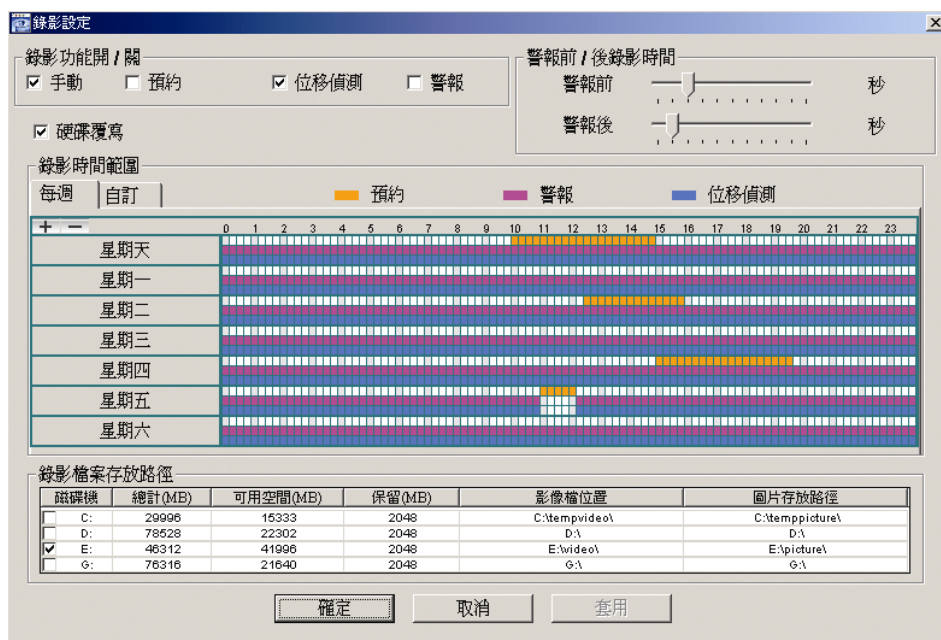 錄影設定
錄影功能開 / 關
手動 預約 位移偵測 警報
警報前 / 後錄影時間
警報前 秒
警報後 秒
硬碟覆寫
錄影時間範圍
每週 自訂 預約 警報 位移偵測
+ − 0 1 2 3 4 5 6 7 8 9 10 11 12 13 14 15 16 17 18 19 20 21 22 23
星期天
星期一
星期二
星期三
星期四
星期五
星期六
錄影檔案存放路徑
磁碟機 總計(MB) 可用空間(MB) 保留(MB) 影像檔位置 圖片存放路徑
C: 29996 15333 2048 C:\tempvideo\ C:\temppicture\
D: 78528 22302 2048 D:\ D:\
E: 46312 41996 2048 E:\video\ E:\picture\
G: 76316 21640 2048 G:\ G:\
確定 取消 套用